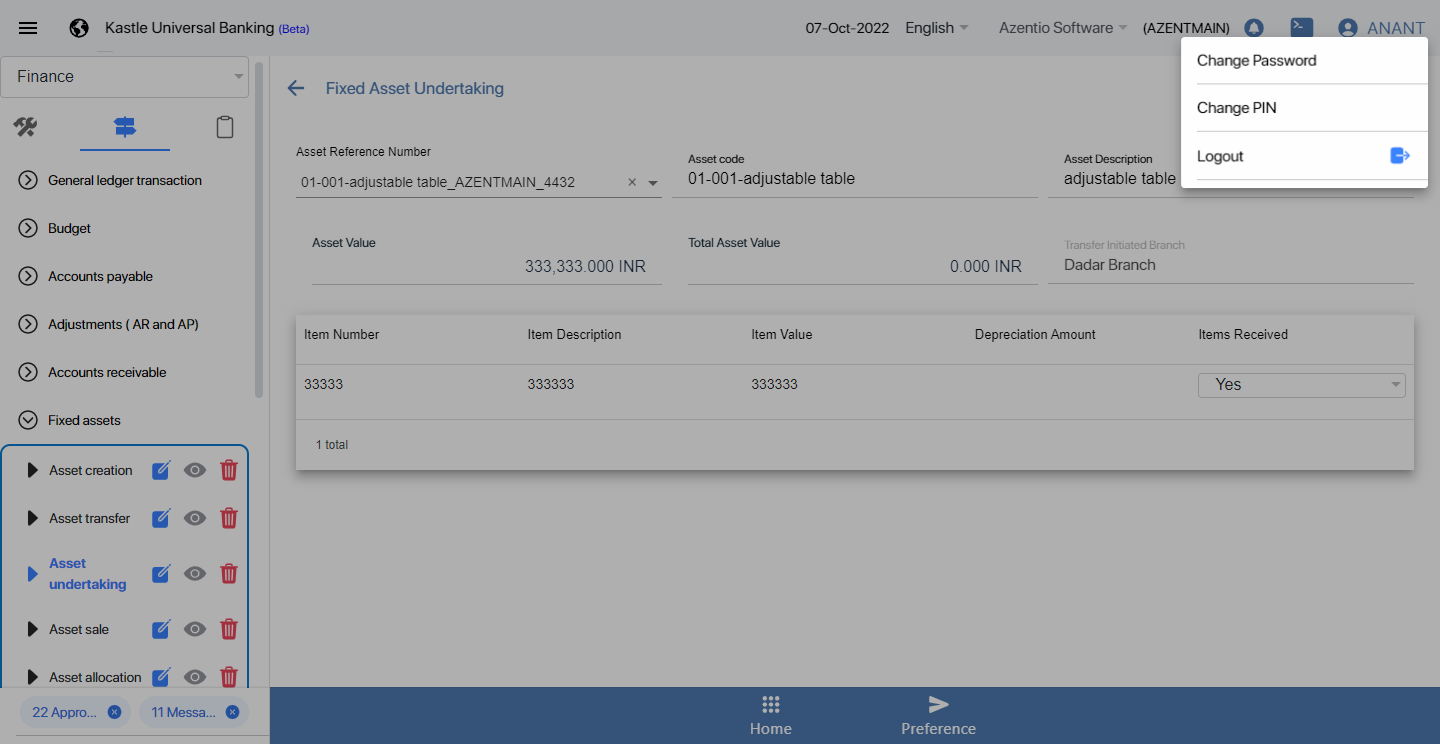 Kastle Universal Banking (Beta)
07-Oct-2022
English
Azentio Software
(AZENTMAIN)
ANANT
Change Password
Change PIN
Logout
Finance
General ledger transaction
Budget
Accounts payable
Adjustments ( AR and AP)
Accounts receivable
Fixed assets
Asset creation
Asset transfer
Asset
undertaking
Asset sale
Asset allocation
22 Appro...
11 Messa...
Fixed Asset Undertaking
Asset Reference Number
01-001-adjustable table_AZENTMAIN_4432
Asset code
01-001-adjustable table
Asset Description
adjustable table
Asset Value
333,333.000 INR
Total Asset Value
0.000 INR
Transfer Initiated Branch
Dadar Branch
Item Number Item Description Item Value Depreciation Amount Items Received
33333 333333 333333 Yes
1 total
Home
Preference